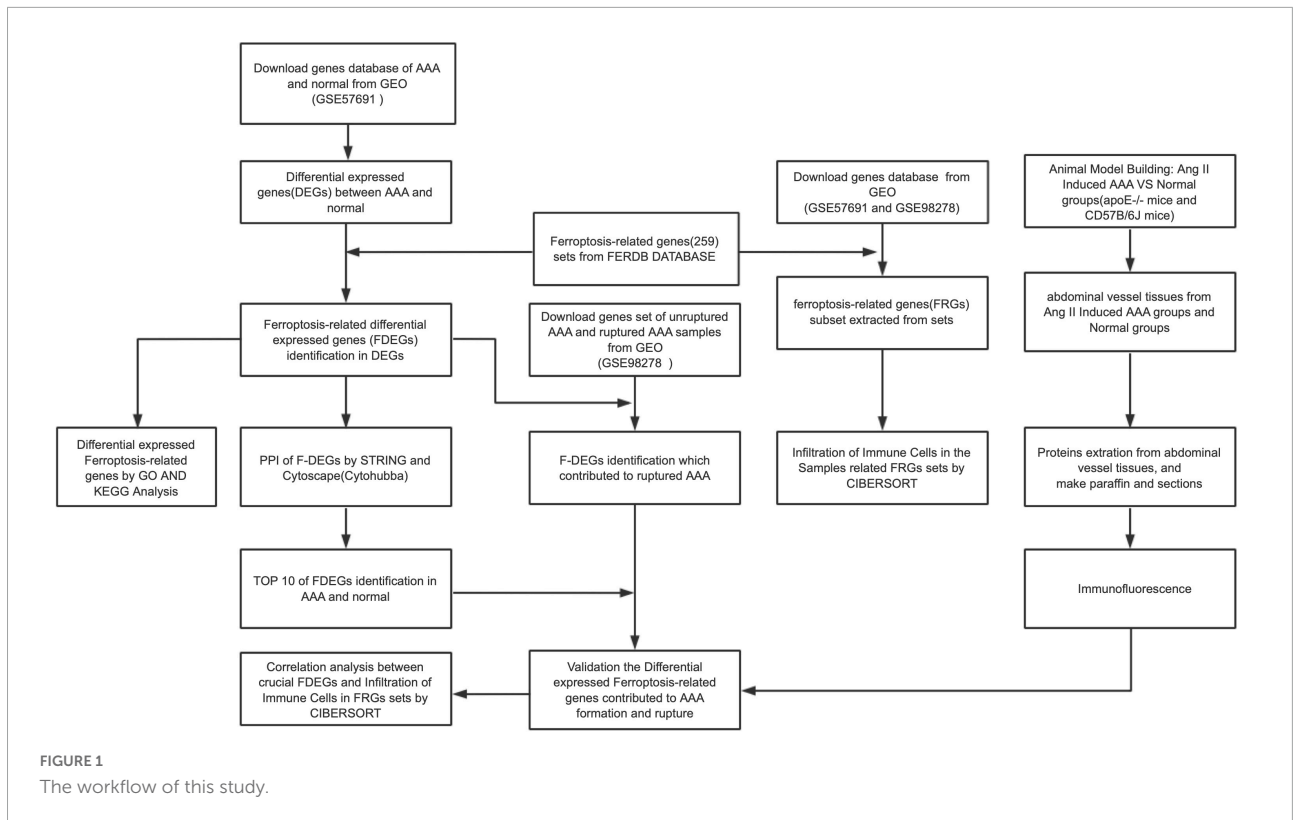 Download genes database of AAA
and normal from GEO
(GSE57691 )
Differential expressed
genes(DEGs) between AAA and
normal
Download genes database from
GEO
(GSE57691 and GSE98278)
Animal Model Building: Ang II
Induced AAA VS Normal
groups(apoE-/- mice and
CD57B/6J mice)
Ferroptosis-related genes(259)
sets from FERDB DATABASE
Ferroptosis-related differential
expressed genes (FDEGs)
identification in DEGs
Download genes set of unruptured
AAA and ruptured AAA samples
from GEO
(GSE98278 )
ferroptosis-related genes(FRGs)
subset extracted from sets
abdominal vessel tissues from
Ang II Induced AAA groups and
Normal groups
Differential expressed
Ferroptosis-related
genes by GO AND
KEGG Analysis
PPI of F-DEGs by STRING and
Cytoscape(Cytohubba)
F-DEGs identification which
contributed to ruptured AAA
Infiltration of Immune Cells in the
Samples related FRGs sets by
CIBERSORT
Proteins extration from abdominal
vessel tissues, and
make paraffin and sections
TOP 10 of FDEGs identification in
AAA and normal
Immunofluorescence
Correlation analysis between
crucial FDEGs and Infiltration of
Immune Cells in FRGs sets by
CIBERSORT
Validation the Differential
expressed Ferroptosis-related
genes contributed to AAA
formation and rupture
FIGURE 1
The workflow of this study.